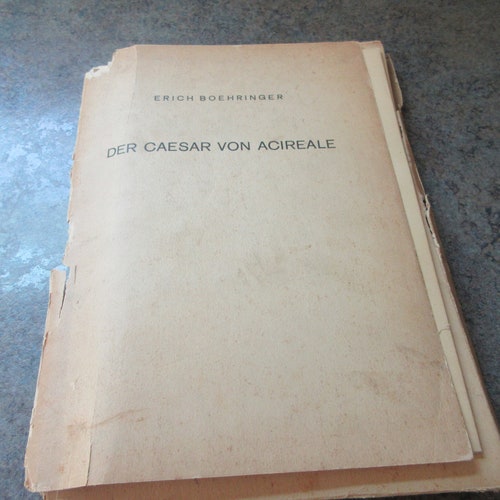 ERICH BOEHRINGER
DER CAESAR VON ACIREALE